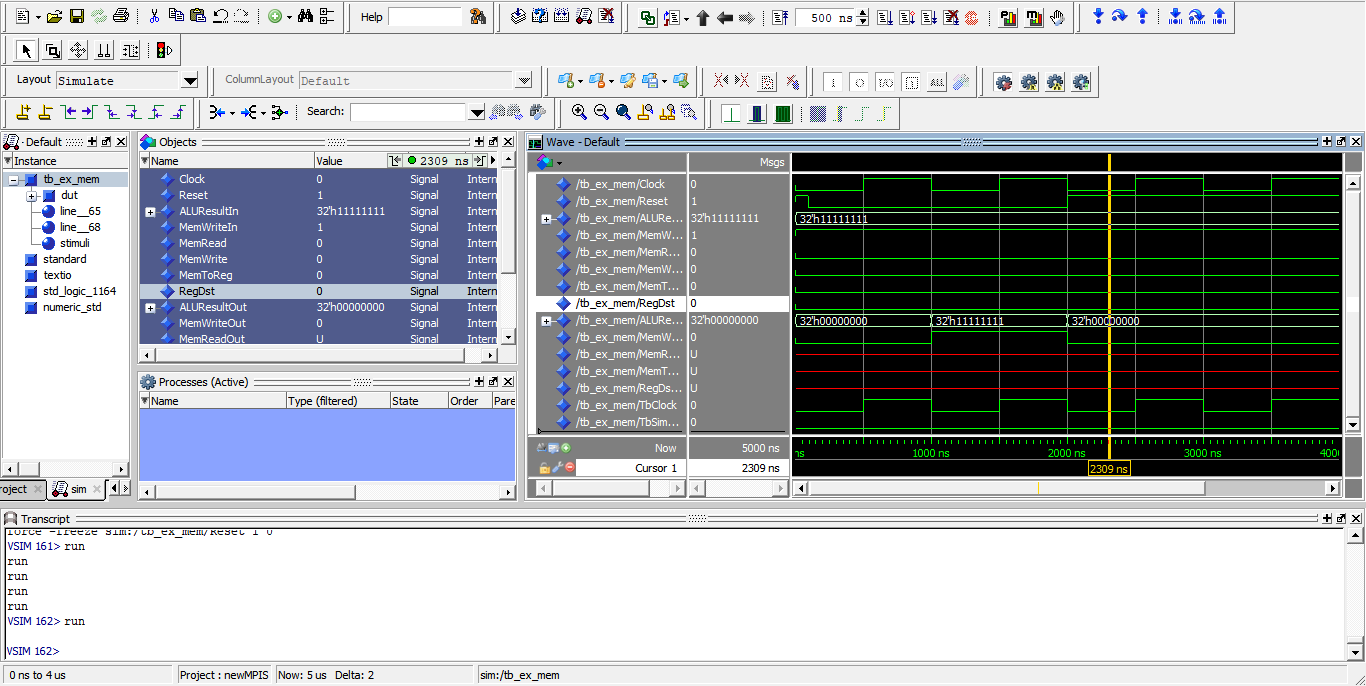 Help
500 ns
Layout Simulate
ColumnLayout Default
ALL
Search:
Default
Instance
tb_ex_mem
dut
line__65
line__68
stimuli
standard
textio
std_logic_1164
numeric_std
roject
sim
Objects
Name Value 2309 ns
Clock 0 Signal Intern
Reset 1 Signal Intern
ALUResultIn 32'h11111111 Signal Intern
MemWriteIn 1 Signal Intern
MemRead 0 Signal Intern
MemWrite 0 Signal Intern
MemToReg 0 Signal Intern
RegDst 0 Signal Intern
ALUResultOut 32'h00000000 Signal Intern
MemWriteOut 0 Signal Intern
MemReadOut U Signal Intern
Processes (Active)
Name Type (filtered) State Order Pare
Wave - Default
Msgs
/tb_ex_mem/Clock 0
/tb_ex_mem/Reset 1
/tb_ex_mem/ALURe... 32'h11111111 32'h11111111
/tb_ex_mem/MemW... 1
/tb_ex_mem/MemR... 0
/tb_ex_mem/MemW... 0
/tb_ex_mem/MemT... 0
/tb_ex_mem/RegDst 0
/tb_ex_mem/ALURe... 32'h00000000 32'h00000000 32'h11111111 32'h00000000
/tb_ex_mem/MemW... 0
/tb_ex_mem/MemR... U
/tb_ex_mem/MemT... U
/tb_ex_mem/RegDs... U
/tb_ex_mem/TbClock 0
/tb_ex_mem/TbSim... 0
Now 5000 ns ns 1000 ns 2000 ns 3000 ns 400
Cursor 1 2309 ns 2309 ns
Transcript
force -freeze sim:/tb_ex_mem/Reset 1 0
VSIM 161> run
run
run
run
run
VSIM 162> run
VSIM 162>
0 ns to 4 us Project : newMPIS Now: 5 us Delta: 2 sim:/tb_ex_mem